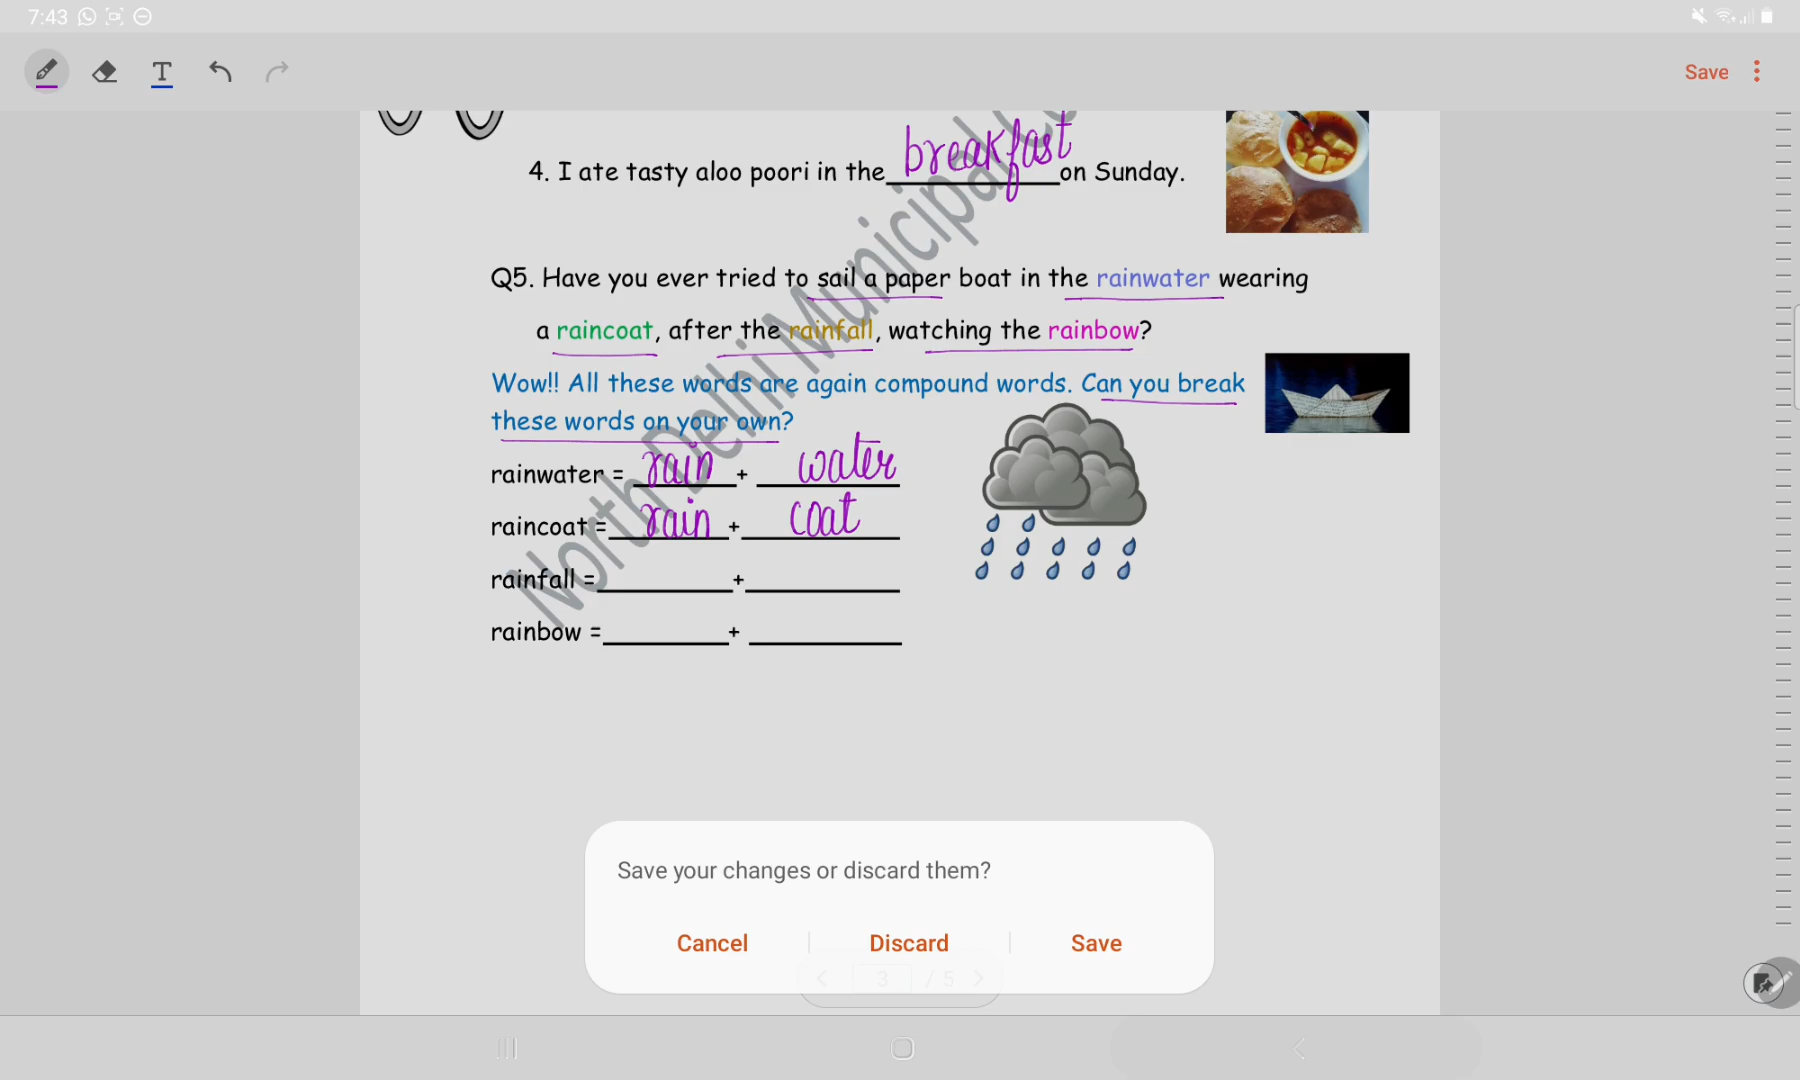 7:43
Save
4. I ate tasty aloo poori in the breakfast on Sunday.
Q5. Have you ever tried to sail a paper boat in the rainwater wearing
a raincoat, after the rainfall, watching the rainbow?
Wow!! All these words are again compound words. Can you break
these words on your own?
rainwater = rain + water
raincoat = rain + coat
rainfall = +
rainbow = +
North Delhi Municipal
Save your changes or discard them?
Cancel Discard Save
3 / 5